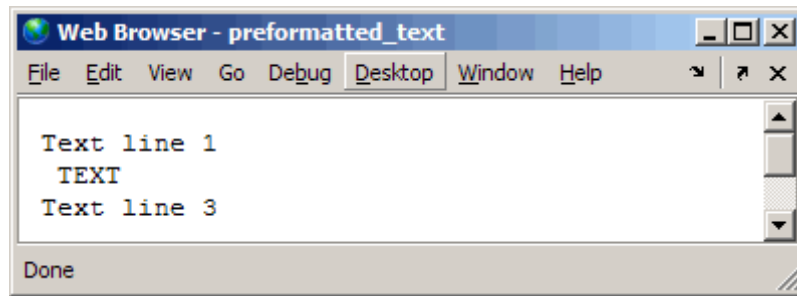 Web Browser - preformatted_text
File Edit View Go Debug Desktop Window Help
Text line 1
TEXT
Text line 3
Done